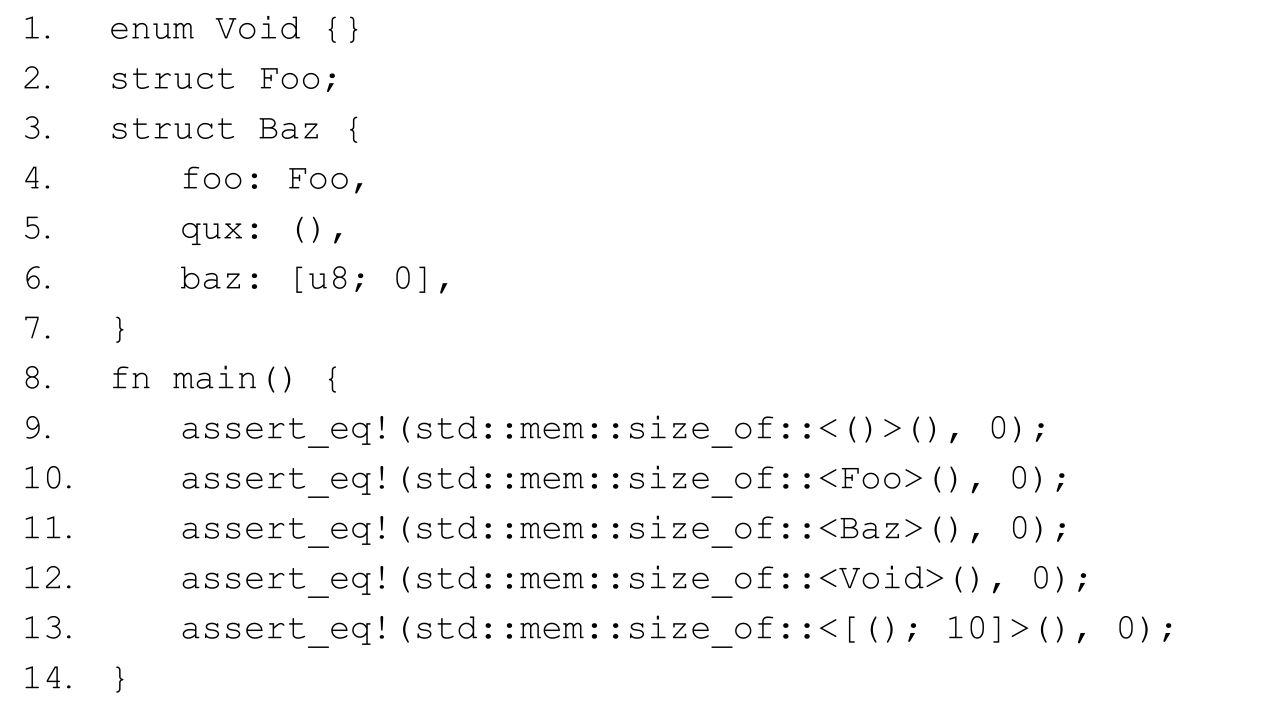 1. enum Void {}
2. struct Foo;
3. struct Baz {
4. foo: Foo,
5. qux: (),
6. baz: [u8; 0],
7. }
8. fn main() {
9. assert_eq!(std::mem::size_of::<()>(), 0);
10. assert_eq!(std::mem::size_of::<Foo>(), 0);
11. assert_eq!(std::mem::size_of::<Baz>(), 0);
12. assert_eq!(std::mem::size_of::<Void>(), 0);
13. assert_eq!(std::mem::size_of::<[(); 10]>(), 0);
14. }